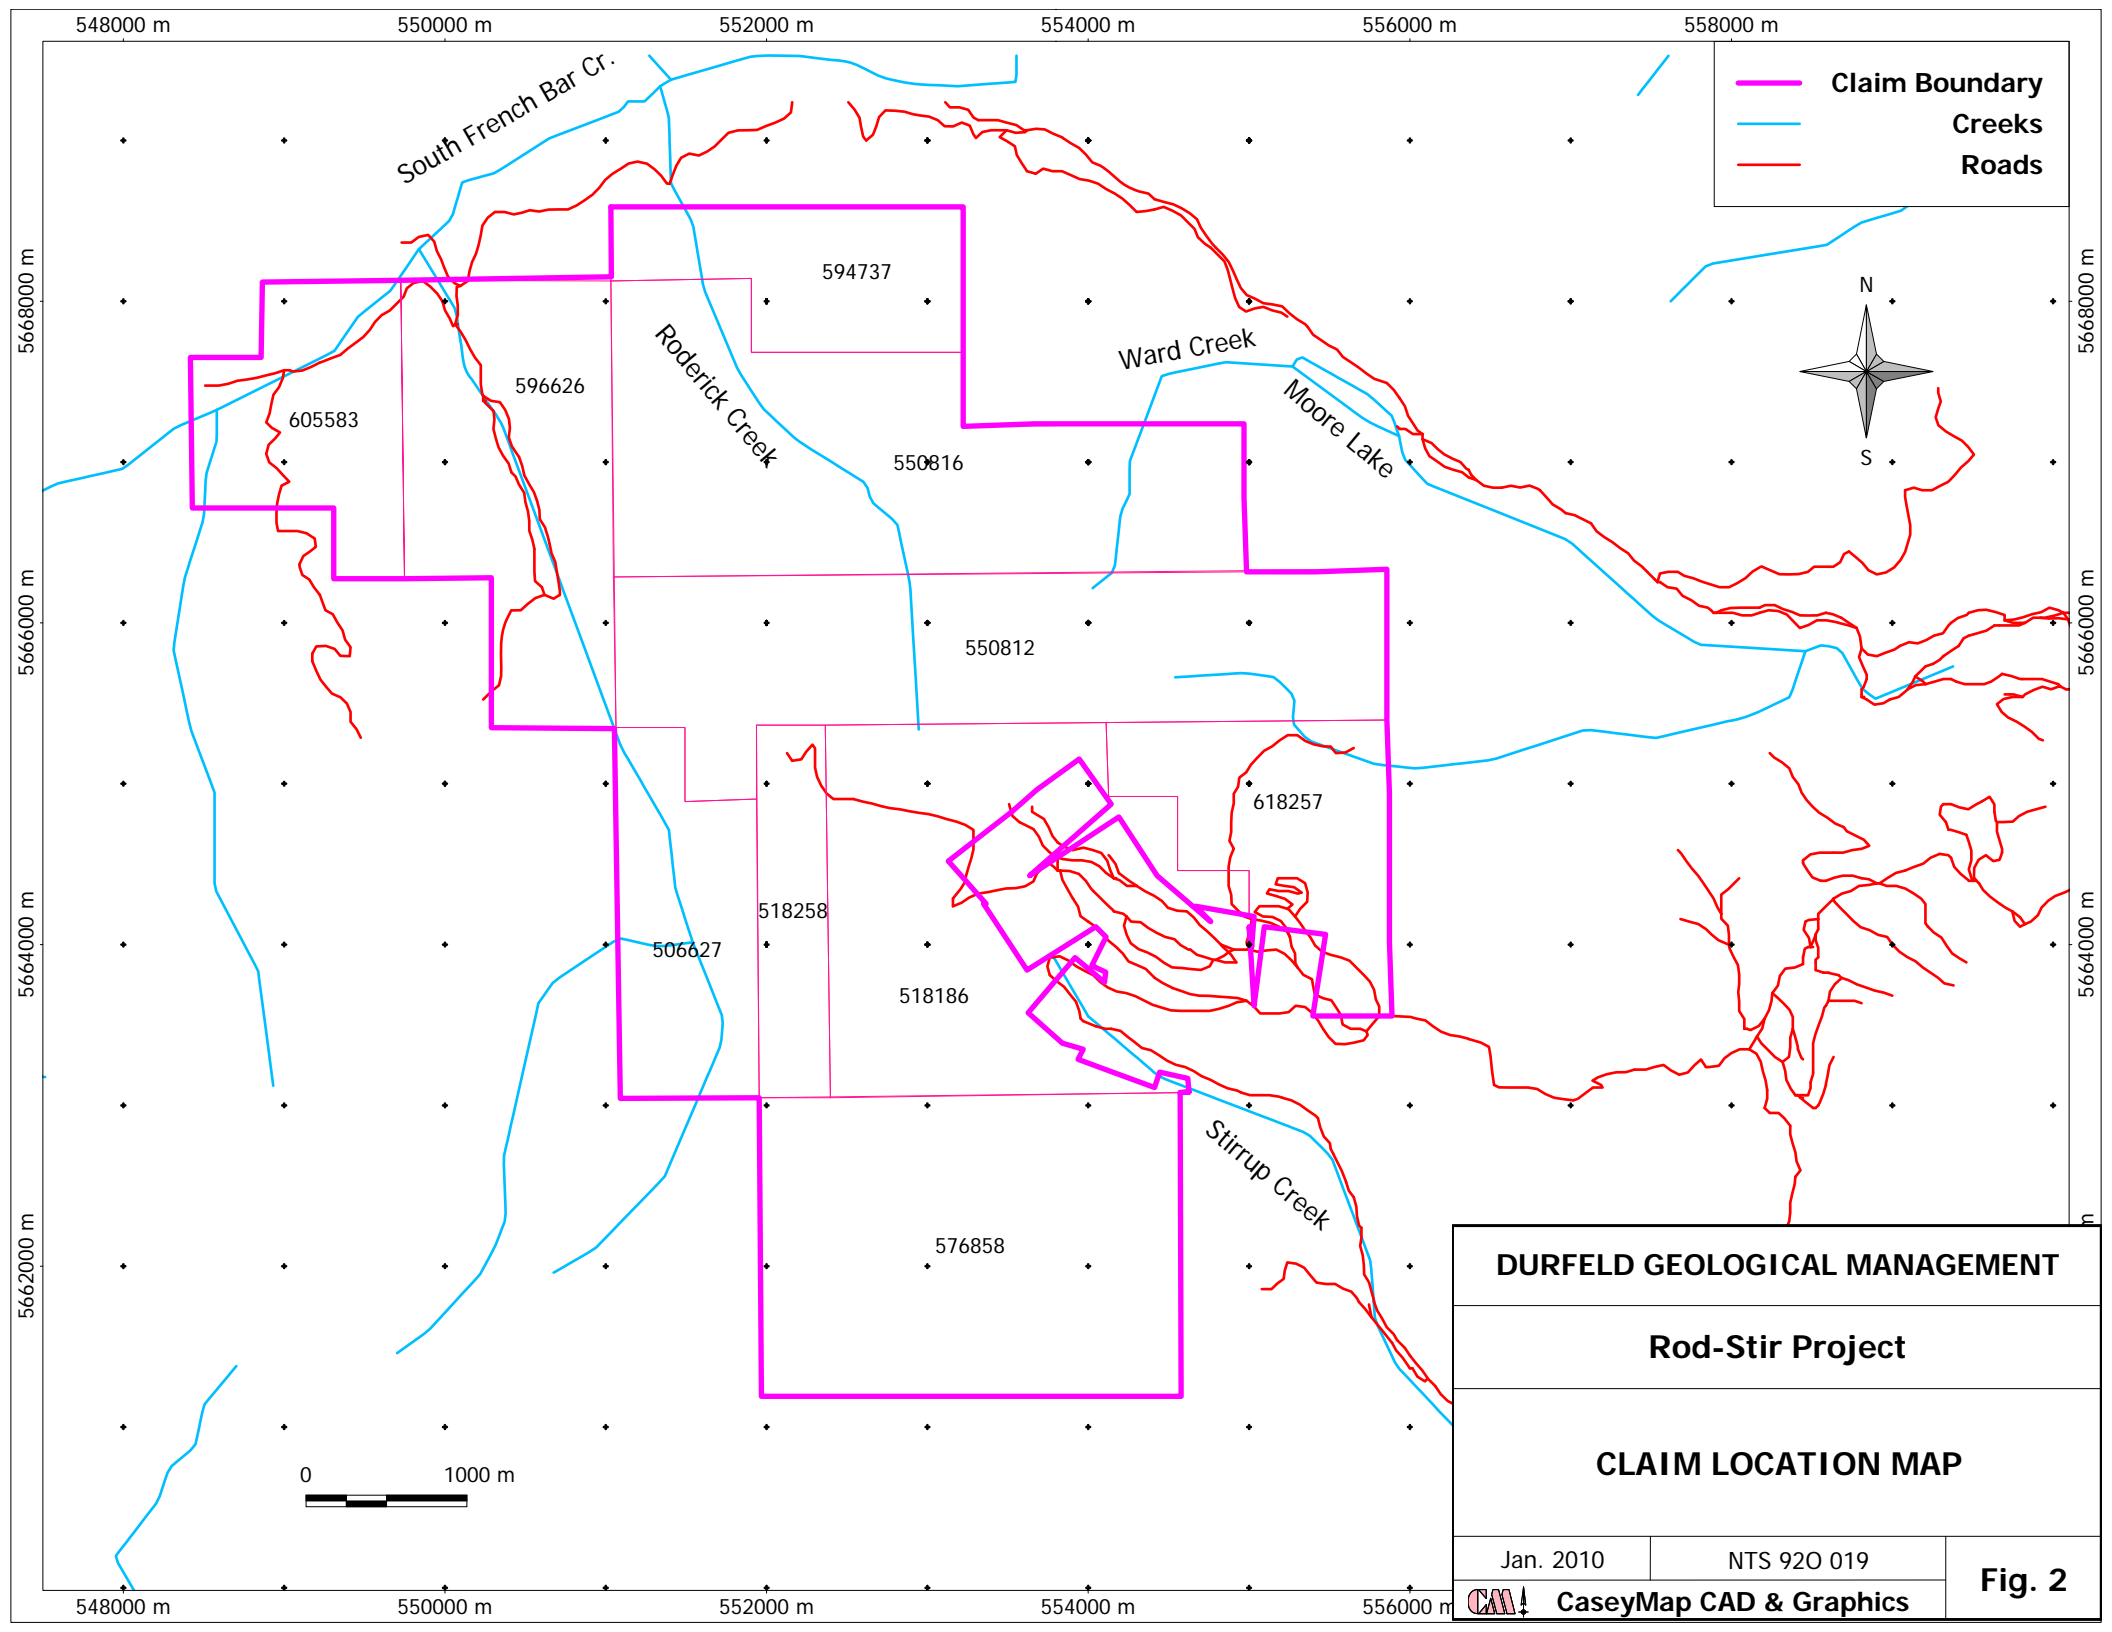 548000 m
550000 m
552000 m
554000 m
556000 m
558000 m
Claim Boundary
Creeks
Roads
South French Bar Cr.
5668000 m
5668000 m
N
S
594737
Roderick Creek
Ward Creek
Moore Lake
596626
605583
550816
5666000 m
5666000 m
550812
618257
518258
506627
518186
5664000 m
5664000 m
Stirrup Creek
576858
5662000 m
m
0
1000 m
DURFELD GEOLOGICAL MANAGEMENT
Rod-Stir Project
CLAIM LOCATION MAP
Jan. 2010
NTS 92O 019
Fig. 2
CaseyMap CAD & Graphics
548000 m
550000 m
552000 m
554000 m
556000 m